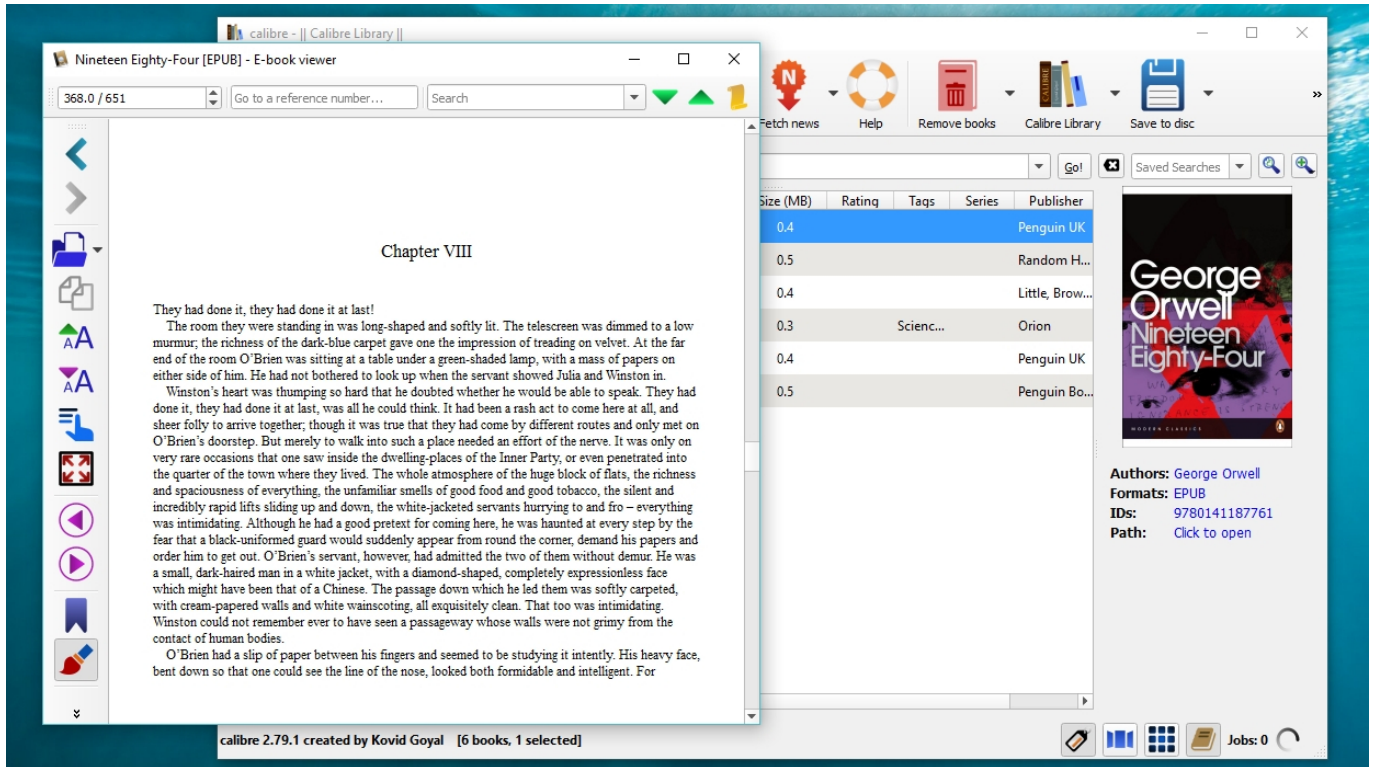 calibre - || Calibre Library ||
Nineteen Eighty-Four [EPUB] - E-book viewer
368.0 / 651
Go to a reference number...
Search
Fetch news
Help
Remove books
Calibre Library
Save to disc
»
Go!
Saved Searches
Size (MB) Rating Tags Series Publisher
0.4 Penguin UK
0.5 Random H...
0.4 Little, Brow...
0.3 Scienc... Orion
0.4 Penguin UK
0.5 Penguin Bo...
Chapter VIII
They had done it, they had done it at last!
The room they were standing in was long-shaped and softly lit. The telescreen was dimmed to a low
murmur; the richness of the dark-blue carpet gave one the impression of treading on velvet. At the far
end of the room O’Brien was sitting at a table under a green-shaded lamp, with a mass of papers on
either side of him. He had not bothered to look up when the servant showed Julia and Winston in.
Winston’s heart was thumping so hard that he doubted whether he would be able to speak. They had
done it, they had done it at last, was all he could think. It had been a rash act to come here at all, and
sheer folly to arrive together; though it was true that they had come by different routes and only met on
O’Brien’s doorstep. But merely to walk into such a place needed an effort of the nerve. It was only on
very rare occasions that one saw inside the dwelling-places of the Inner Party, or even penetrated into
the quarter of the town where they lived. The whole atmosphere of the huge block of flats, the richness
and spaciousness of everything, the unfamiliar smells of good food and good tobacco, the silent and
incredibly rapid lifts sliding up and down, the white-jacketed servants hurrying to and fro – everything
was intimidating. Although he had a good pretext for coming here, he was haunted at every step by the
fear that a black-uniformed guard would suddenly appear from round the corner, demand his papers and
order him to get out. O’Brien’s servant, however, had admitted the two of them without demur. He was
a small, dark-haired man in a white jacket, with a diamond-shaped, completely expressionless face
which might have been that of a Chinese. The passage down which he led them was softly carpeted,
with cream-papered walls and white wainscoting, all exquisitely clean. That too was intimidating.
Winston could not remember ever to have seen a passageway whose walls were not grimy from the
contact of human bodies.
O’Brien had a slip of paper between his fingers and seemed to be studying it intently. His heavy face,
bent down so that one could see the line of the nose, looked both formidable and intelligent. For
George
Orwell
Nineteen
Eighty-Four
MODERN CLASSICS
Authors: George Orwell
Formats: EPUB
IDs: 9780141187761
Path: Click to open
calibre 2.79.1 created by Kovid Goyal [6 books, 1 selected]
Jobs: 0